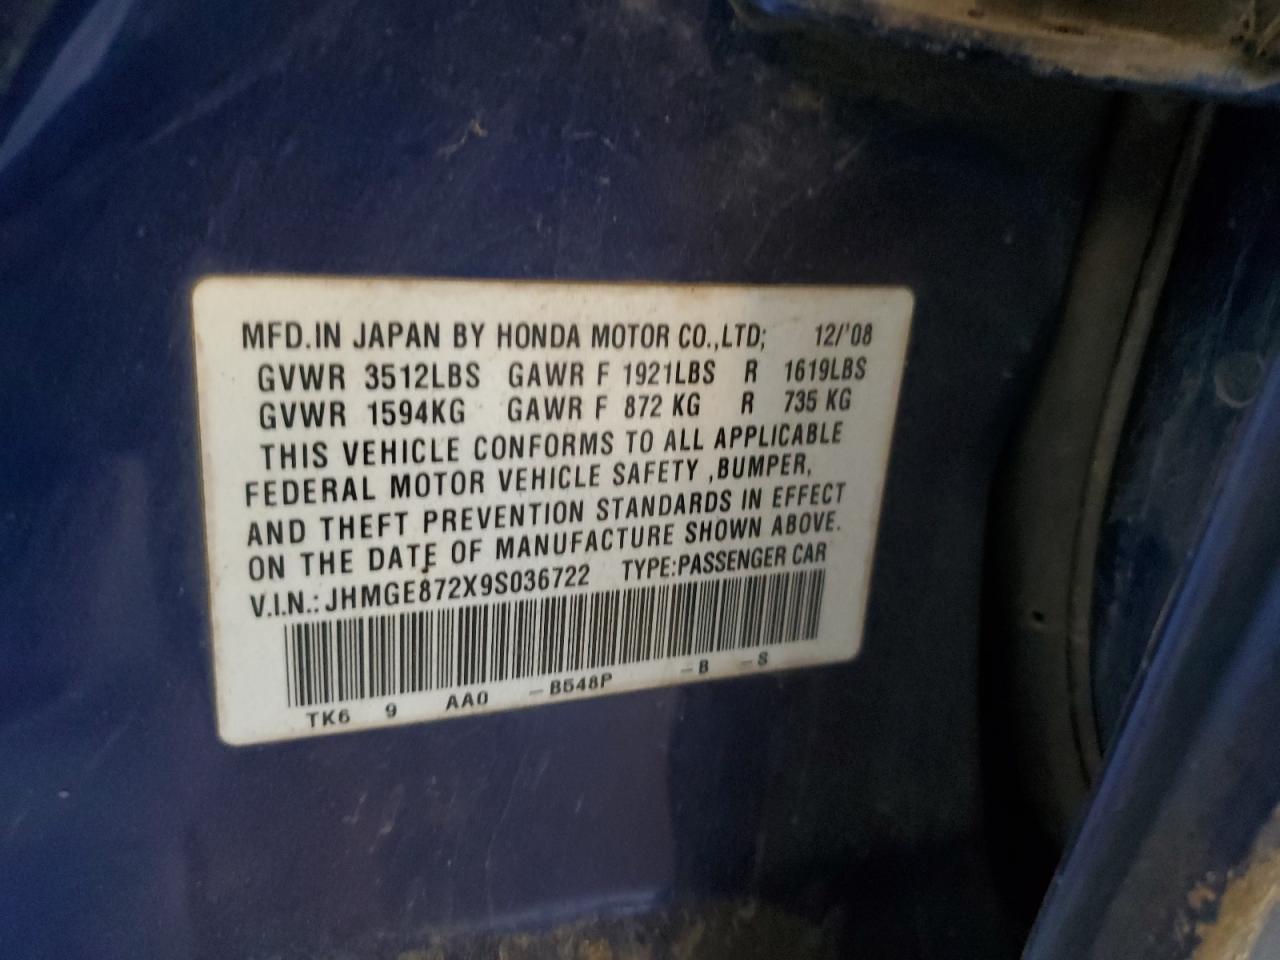 MFD.IN JAPAN BY HONDA MOTOR CO.,LTD; 12/'08
GVWR 3512LBS GAWR F 1921LBS R 1619LBS
GVWR 1594KG GAWR F 872 KG R 735 KG
THIS VEHICLE CONFORMS TO ALL APPLICABLE
FEDERAL MOTOR VEHICLE SAFETY ,BUMPER,
AND THEFT PREVENTION STANDARDS IN EFFECT
ON THE DATE OF MANUFACTURE SHOWN ABOVE.
V.I.N.: JHMGE872X9S036722 TYPE:PASSENGER CAR
TK6 9 AA0 -B548P -B -S